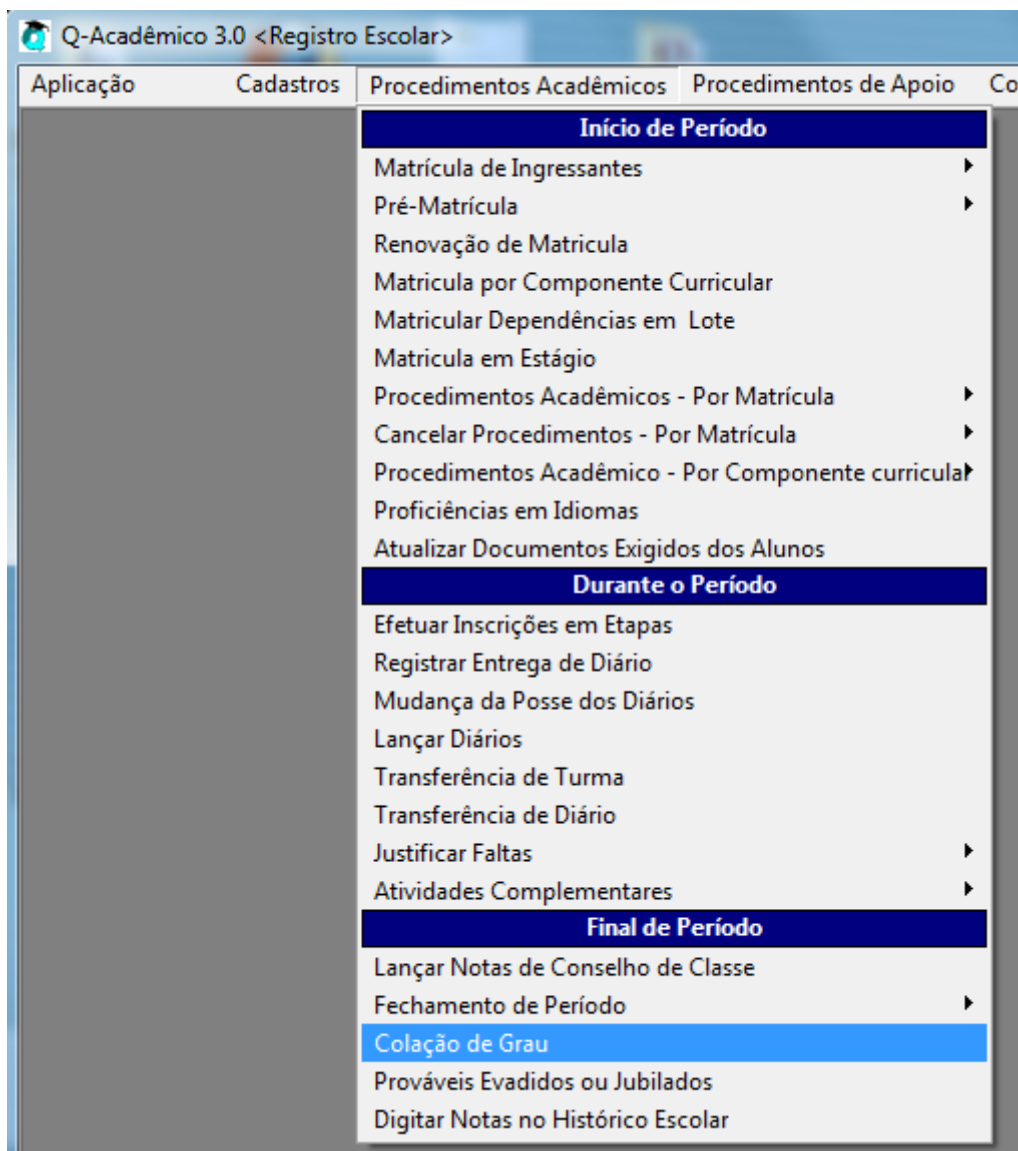 Q-Acadêmico 3.0 <Registro Escolar>
Aplicação Cadastros Procedimentos Acadêmicos Procedimentos de Apoio Co
Início de Período
Matrícula de Ingressantes
Pré-Matrícula
Renovação de Matricula
Matricula por Componente Curricular
Matricular Dependências em Lote
Matricula em Estágio
Procedimentos Acadêmicos - Por Matrícula
Cancelar Procedimentos - Por Matrícula
Procedimentos Acadêmico - Por Componente curricular
Proficiências em Idiomas
Atualizar Documentos Exigidos dos Alunos
Durante o Período
Efetuar Inscrições em Etapas
Registrar Entrega de Diário
Mudança da Posse dos Diários
Lançar Diários
Transferência de Turma
Transferência de Diário
Justificar Faltas
Atividades Complementares
Final de Período
Lançar Notas de Conselho de Classe
Fechamento de Período
Colação de Grau
Prováveis Evadidos ou Jubilados
Digitar Notas no Histórico Escolar